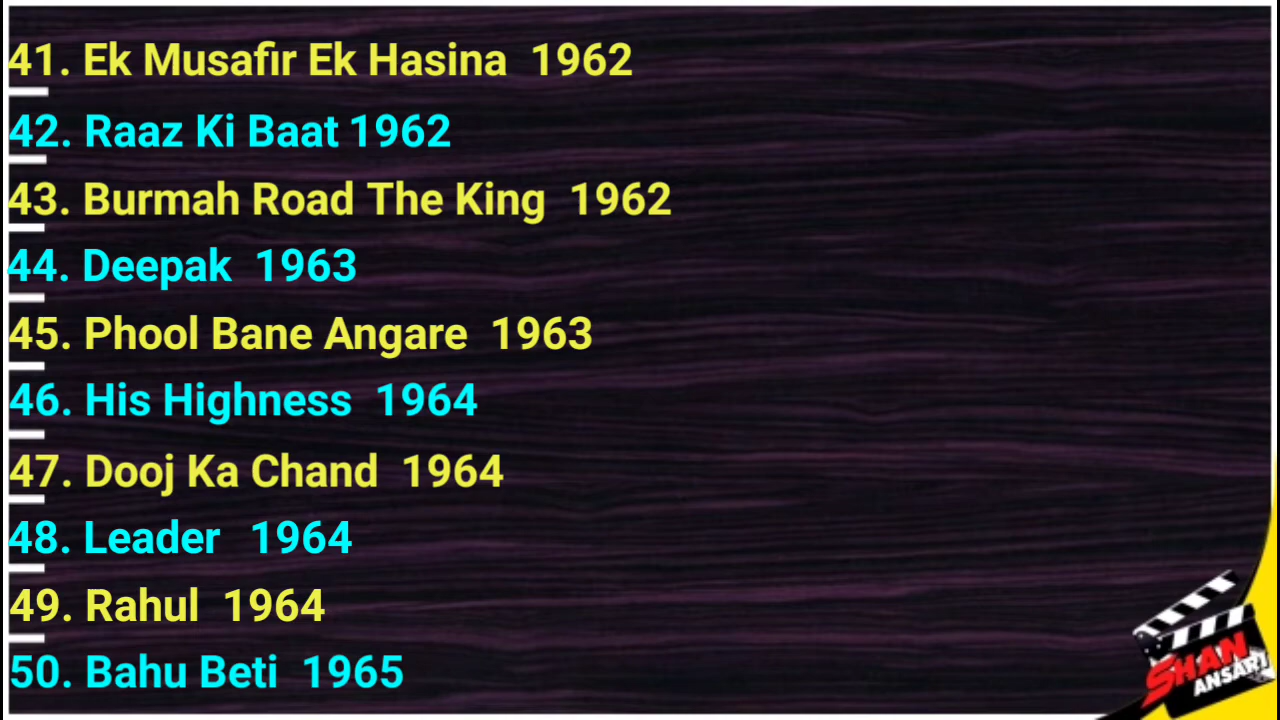 41. Ek Musafir Ek Hasina 1962
42. Raaz Ki Baat 1962
43. Burmah Road The King 1962
44. Deepak 1963
45. Phool Bane Angare 1963
46. His Highness 1964
47. Dooj Ka Chand 1964
48. Leader 1964
49. Rahul 1964
50. Bahu Beti 1965
SHAN
ANSARI